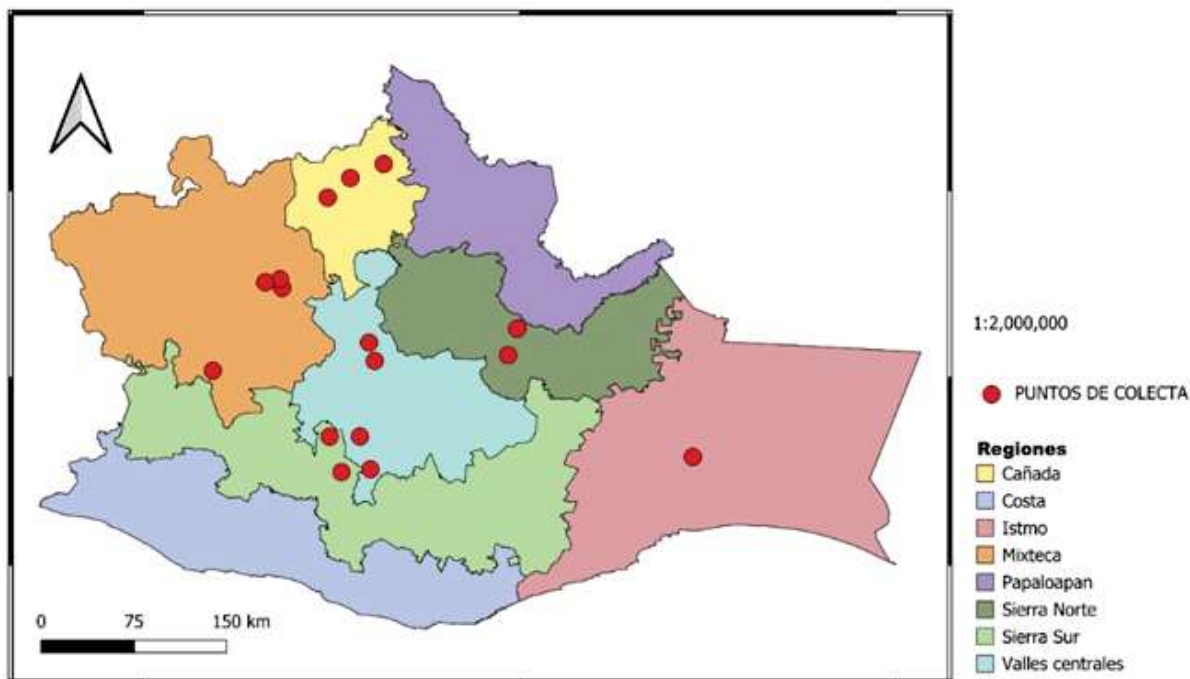 1:2,000,000
PUNTOS DE COLECTA
Regiones
Cañada
Costa
Istmo
Mixteca
Papaloapan
Sierra Norte
Sierra Sur
Valles centrales
0 75 150 km